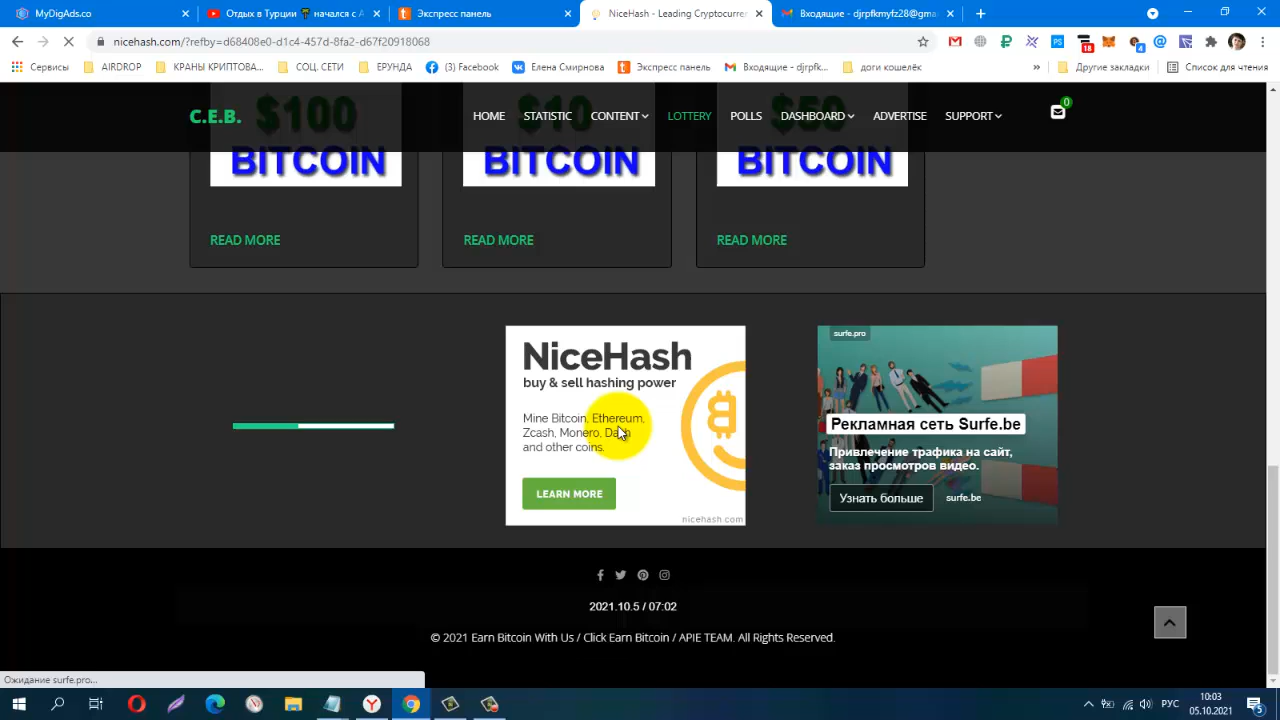 MyDigAds.co
Отдых в Турции начался с А
Экспресс панель
NiceHash - Leading Cryptocurre
Входящие - djrpfkmyfz28@gma
nicehash.com/?refby=d68408e0-d1c4-457d-8fa2-d67f20918068
18
4
Сервисы
AIRDROP
КРАНЫ КРИПТОВА...
СОЦ. СЕТИ
ЕРУНДА
(3) Facebook
Елена Смирнова
Экспресс панель
Входящие - djrpfk...
доги кошелёк
»
Другие закладки
Список для чтения
C.E.B.
HOME
STATISTIC
CONTENT
LOTTERY
POLLS
DASHBOARD
ADVERTISE
SUPPORT
0
$100
$10
$50
BITCOIN
BITCOIN
BITCOIN
READ MORE
READ MORE
READ MORE
NiceHash
buy & sell hashing power
Mine Bitcoin, Ethereum,
Zcash, Monero, Dash
and other coins.
LEARN MORE
nicehash.com
surfe.pro
Рекламная сеть Surfe.be
Привлечение трафика на сайт,
заказ просмотров видео.
Узнать больше
surfe.be
2021.10.5 / 07:02
© 2021 Earn Bitcoin With Us / Click Earn Bitcoin / APIE TEAM. All Rights Reserved.
Ожидание surfe.pro...
РУС
10:03
05.10.2021
5